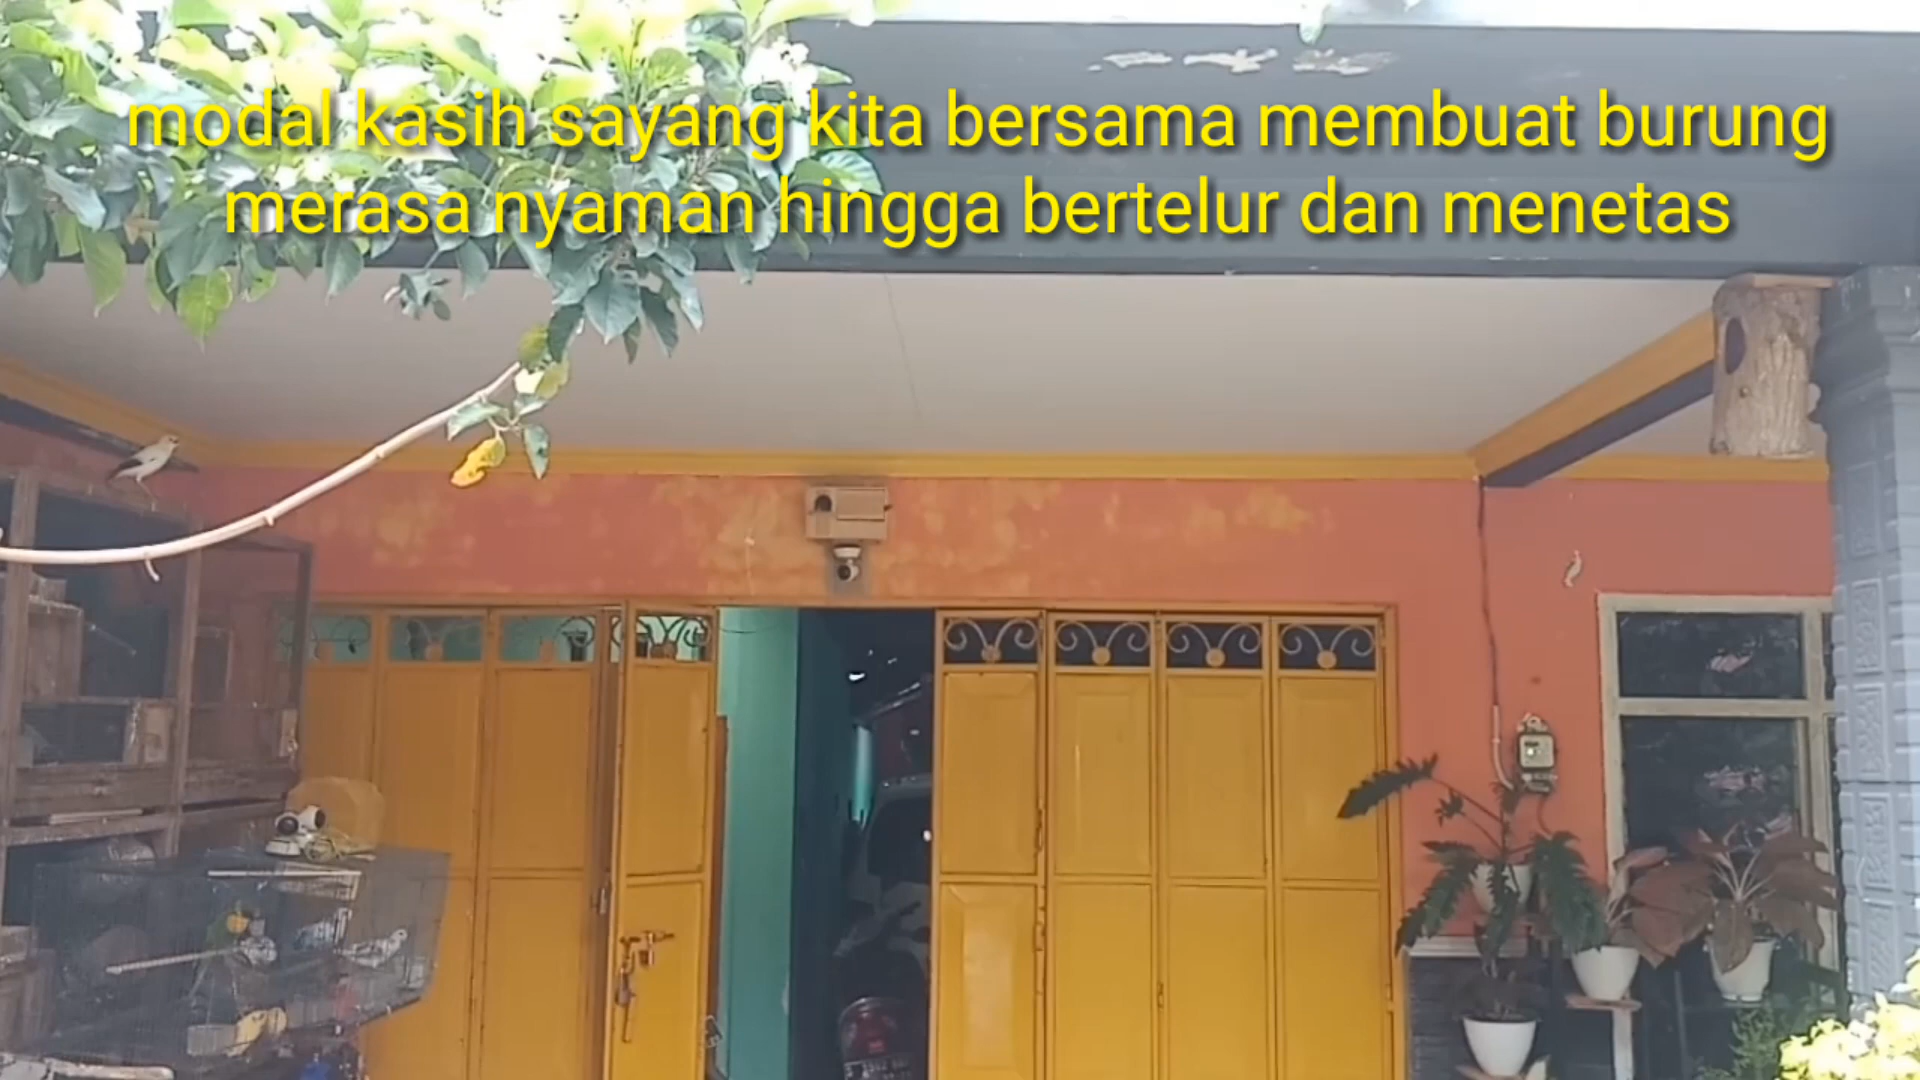 modal kasih sayang kita bersama membuat burung
merasa nyaman hingga bertelur dan menetas